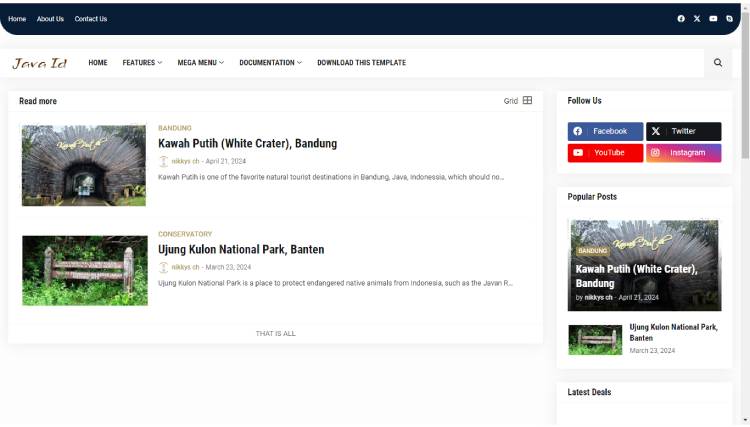 Home About Us Contact Us
Java Id
HOME FEATURES MEGA MENU DOCUMENTATION DOWNLOAD THIS TEMPLATE
Read more
Grid
BANDUNG
Kawah Putih (White Crater), Bandung
nikkys ch - April 21, 2024
Kawah Putih is one of the favorite natural tourist destinations in Bandung, Java, Indonessia, which should no...
Kawah Putih
CONSERVATORY
Ujung Kulon National Park, Banten
nikkys ch - March 23, 2024
Ujung Kulon National Park is a place to protect endangered native animals from Indonesia, such as the Javan R...
THAT IS ALL
Follow Us
Facebook
Twitter
YouTube
Instagram
Popular Posts
Kawah Putih
BANDUNG
Kawah Putih (White Crater),
Bandung
by nikkys ch - April 21, 2024
Ujung Kulon National Park,
Banten
March 23, 2024
Latest Deals